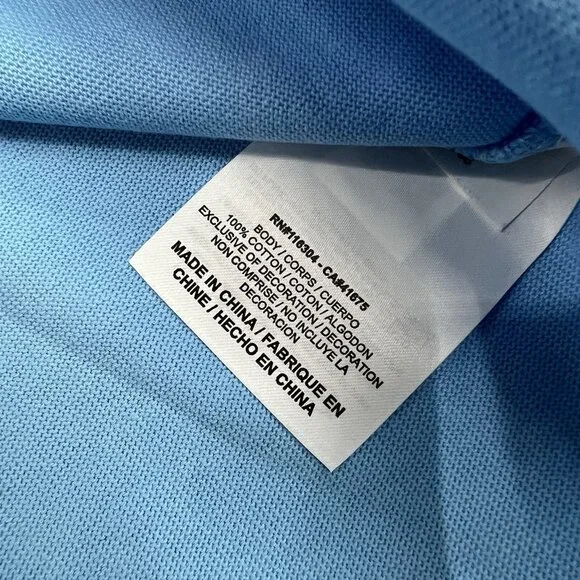 RN#116304 - CA#41675
BODY / CORPS / CUERPO
100% COTTON / COTON / ALGODON
EXCLUSIVE OF DECORATION / DECORATION
NON COMPRISE / NO INCLUYE LA
DECORACION
MADE IN CHINA / FABRIQUE EN
CHINE / HECHO EN CHINA